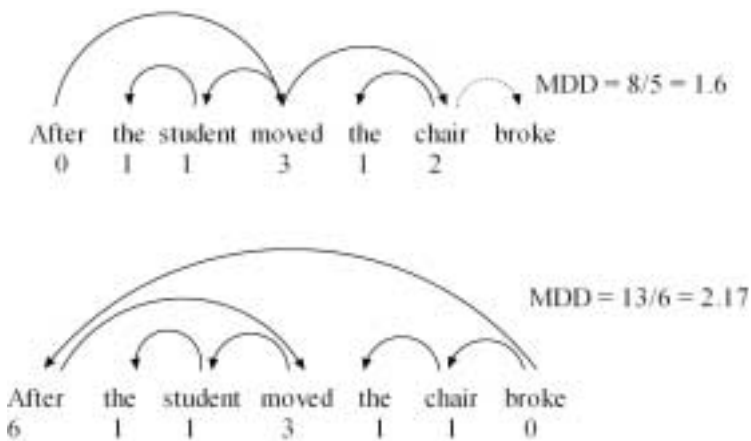 MDD = 8/5 = 1.6
After the student moved the chair broke
0 1 1 3 1 2
MDD = 13/6 = 2.17
After the student moved the chair broke
6 1 1 3 1 1 0